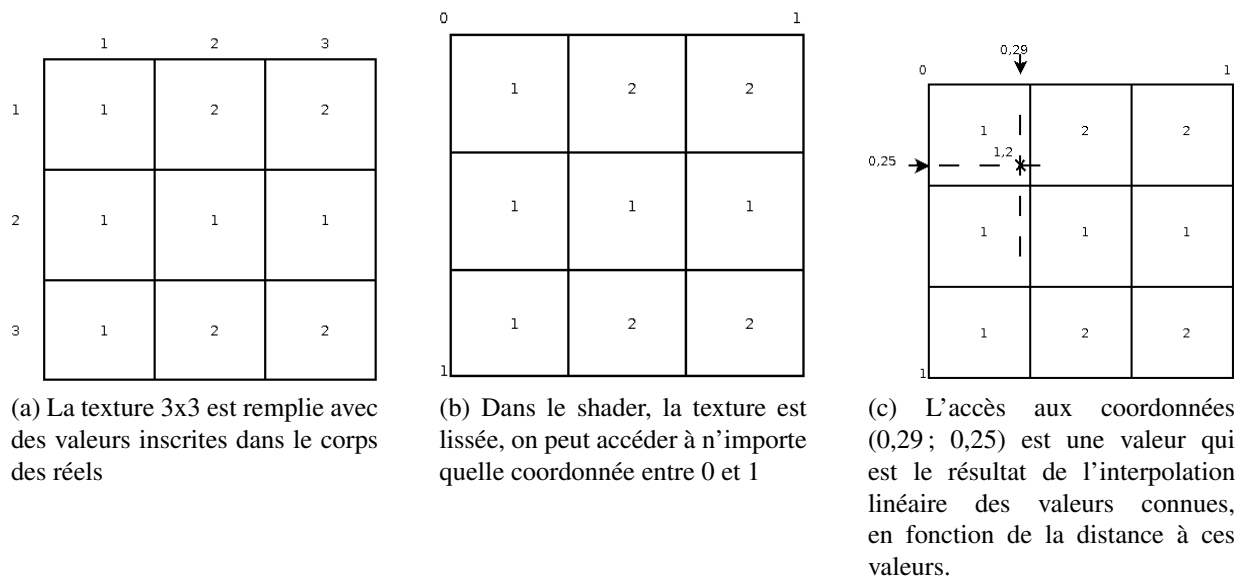 1 2 3
1 1 2 2
2 1 1 1
3 1 2 2
(a) La texture 3x3 est remplie avec
des valeurs inscrites dans le corps
des réels
0 1
1 2 2
1 1 1
1 2 2
1
(b) Dans le shader, la texture est
lissée, on peut accéder à n'importe
quelle coordonnée entre 0 et 1
0,29
0 1
1 2 2
1,2
0,25
1 1 1
1 2 2
1
(c) L'accès aux coordonnées
(0,29 ; 0,25) est une valeur qui
est le résultat de l'interpolation
linéaire des valeurs connues,
en fonction de la distance à ces
valeurs.